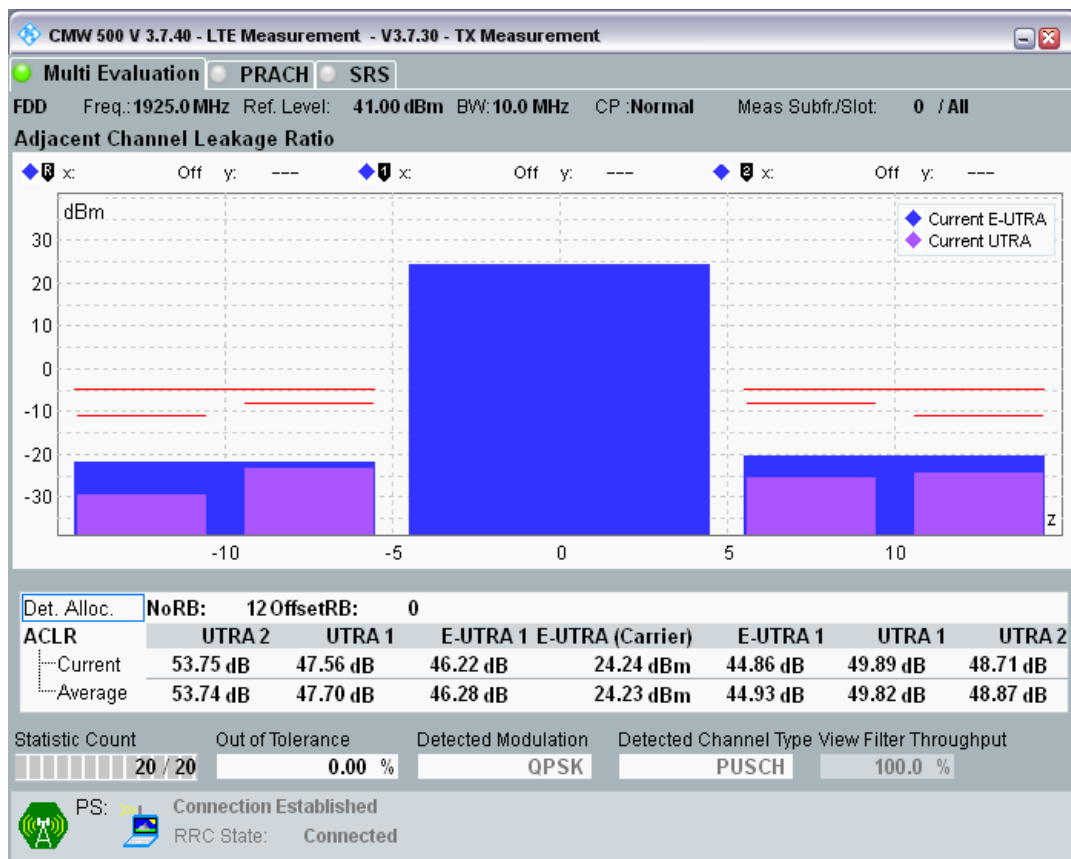 CMW 500 V 3.7.40 - LTE Measurement - V3.7.30 - TX Measurement
Multi Evaluation PRACH SRS
FDD Freq.: 1925.0 MHz Ref. Level: 41.00 dBm BW: 10.0 MHz CP :Normal Meas Subfr./Slot: 0 / All
Adjacent Channel Leakage Ratio
R x: Off y: --- 1 x: Off y: --- 2 x: Off y: ---
dBm
Current E-UTRA
Current UTRA
30
20
10
0
-10
-20
-30
z
-10 -5 0 5 10
Det. Alloc. NoRB: 12 OffsetRB: 0
ACLR UTRA 2 UTRA 1 E-UTRA 1 E-UTRA (Carrier) E-UTRA 1 UTRA 1 UTRA 2
Current 53.75 dB 47.56 dB 46.22 dB 24.24 dBm 44.86 dB 49.89 dB 48.71 dB
Average 53.74 dB 47.70 dB 46.28 dB 24.23 dBm 44.93 dB 49.82 dB 48.87 dB
Statistic Count Out of Tolerance Detected Modulation Detected Channel Type View Filter Throughput
20 / 20 0.00 % QPSK PUSCH 100.0 %
PS: Connection Established
RRC State: Connected